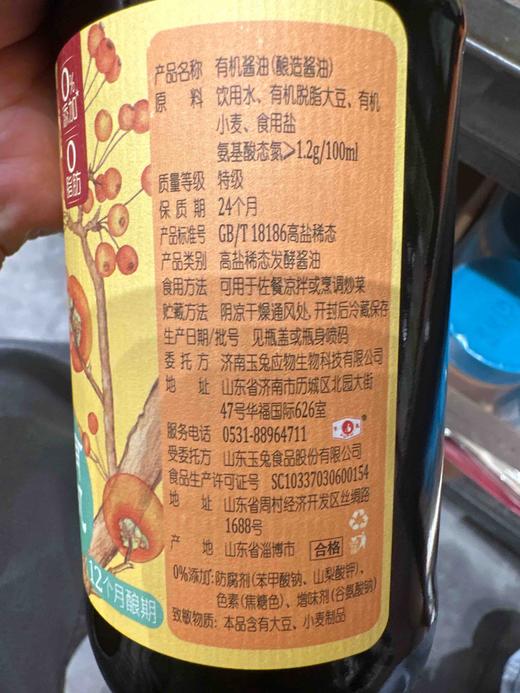 0%
添加*
0
脂肪
产品名称 有机酱油(酿造酱油)
原料 饮用水、有机脱脂大豆、有机
小麦、食用盐
氨基酸态氮≥1.2g/100ml
质量等级 特级
保质期 24个月
产品标准号 GB/T 18186高盐稀态
产品类别 高盐稀态发酵酱油
食用方法 可用于佐餐凉拌或烹调炒菜
贮藏方法 阴凉干燥通风处,开封后冷藏保存
生产日期/批号 见瓶盖或瓶身喷码
委托方 济南玉兔应物生物科技有限公司
地址 山东省济南市历城区北园大街
47号华福国际626室
服务电话 0531-88964711
受委托方 山东玉兔食品股份有限公司
食品生产许可证号 SC10337030600154
地址 山东省周村经济开发区丝绸路
1688号
产地 山东省淄博市 合格
0%添加:防腐剂(苯甲酸钠、山梨酸钾)、
色素(焦糖色)、增味剂(谷氨酸钠)
致敏物质:本品含有大豆、小麦制品
12个月酿期